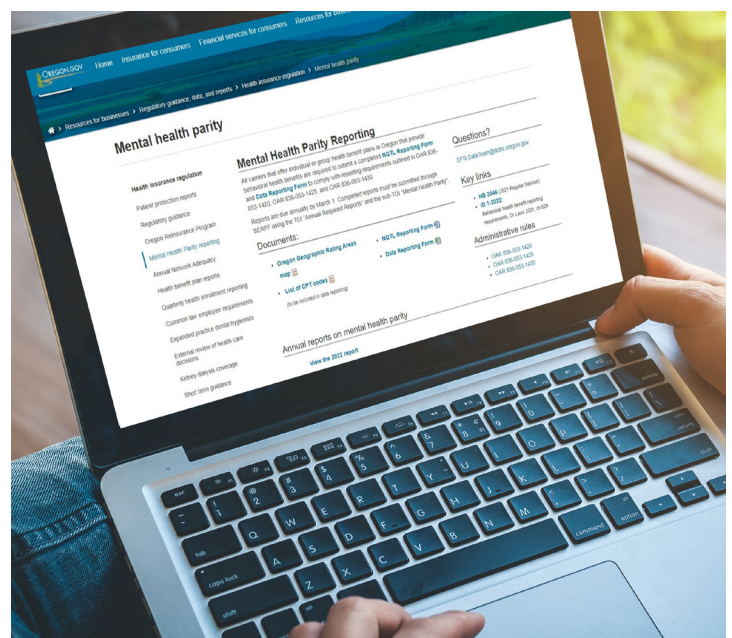 OREGON.GOV
Home Insurance for consumers Financial services for consumers Resources for
Resources for businesses > Regulatory guidance, data, and reports > Health insurance regulation > Mental health parity
Mental health parity
Health insurance regulation
Patient protection reports
Regulatory guidance
Oregon Reinsurance Program
Mental Health Parity reporting
Annual Network Adequacy
Health benefit plan reports
Quarterly health enrollment reporting
Common law employee requirements
Expanded practice dental hygienists
External review of health care
decisions
Kidney dialysis coverage
Short term guidance
Mental Health Parity Reporting
All carriers that offer individual or group health benefit plans in Oregon that provide
behavioral health benefits are required to submit a completed NQTL Reporting Form
and Data Reporting Form to comply with reporting requirements outlined in OAR 836-
053-1420, OAR 836-053-1425, and OAR 836-053-1430.
Reports are due annually by March 1. Completed reports must be submitted through
SERFF using the TOI "Annual Required Reports" and the sub-TOI "Mental Health Parity".
Documents:
Oregon Geographic Rating Areas
map
List of CPT codes
(to be included in data reporting)
NQTL Reporting Form
Data Reporting Form
Annual reports on mental health parity
View the 2022 report
Questions?
DFR.DataTeam@dcbs.oregon.gov
Key links
HB 3046 (2021 Regular Session)
ID 1-2022:
Behavioral health benefit reporting
requirements, Or Laws 2021, ch 629
Administrative rules
OAR 836-053-1420
OAR 836-053-1425
OAR 836-053-1430
esc
! 1 @ 2 # 3 $ 4 % 5 ^ 6 & 7 * 8 ( 9 ) 0
delete
tab Q W E R T Y U I O P
caps lock A S D F G H J K L
return
shift Z X C V B N M
shift
alt
command option